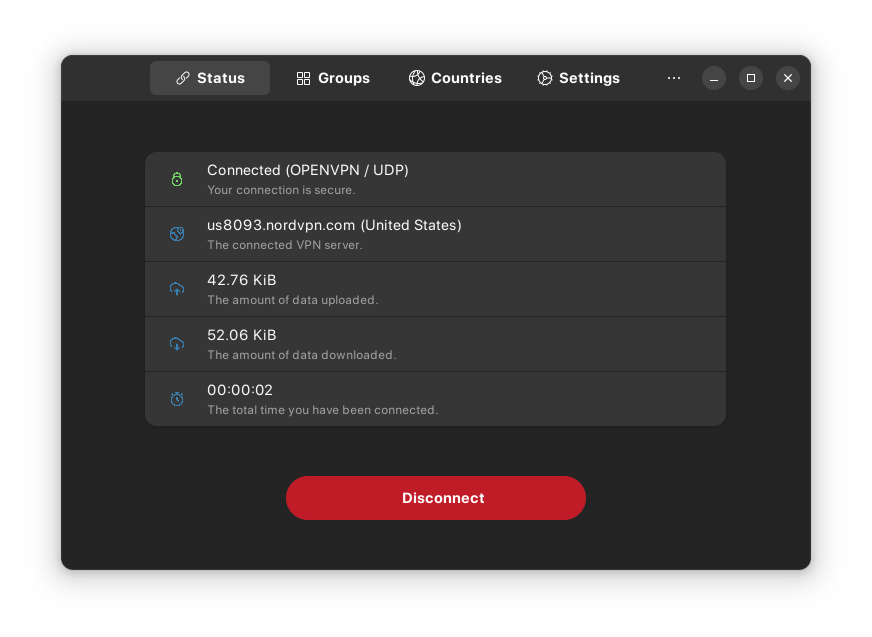 Status
Groups
Countries
Settings
Connected (OPENVPN / UDP)
Your connection is secure.
us8093.nordvpn.com (United States)
The connected VPN server.
42.76 KiB
The amount of data uploaded.
52.06 KiB
The amount of data downloaded.
00:00:02
The total time you have been connected.
Disconnect